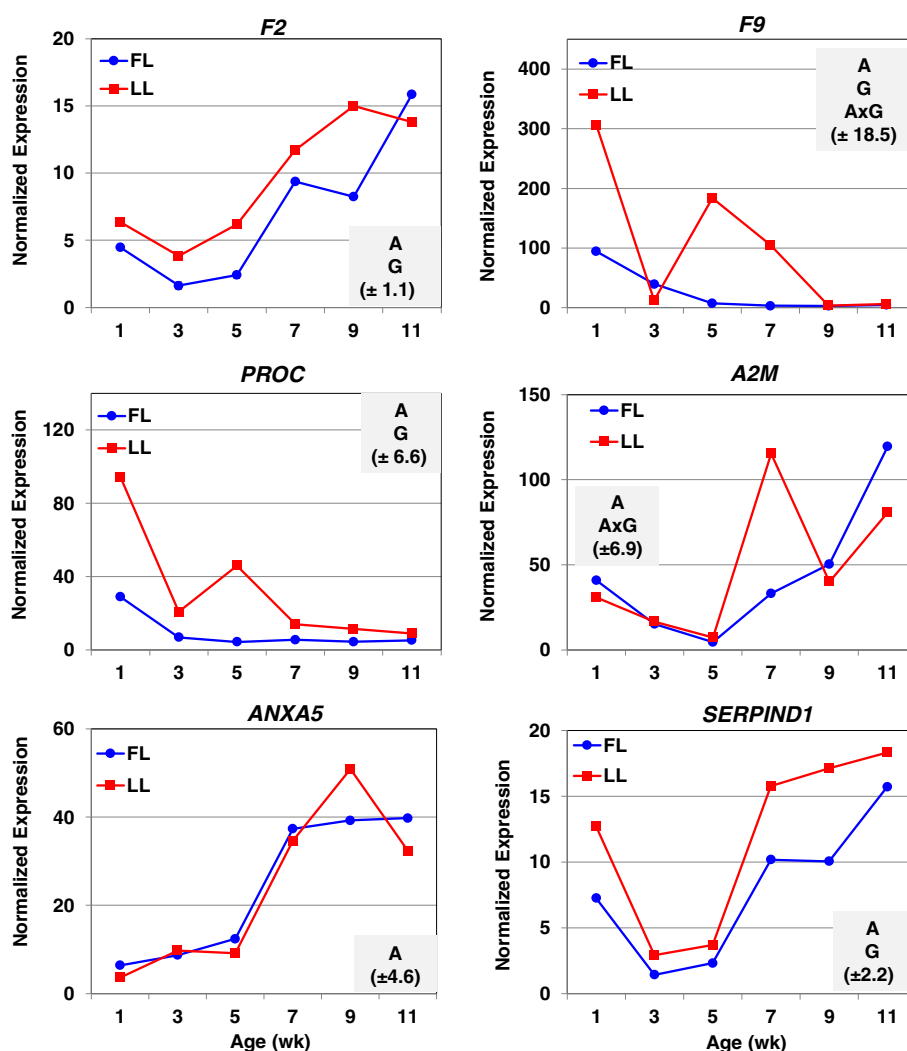 F2
Normalized Expression
20
15
10
5
0
FL
LL
A
G
(± 1.1)
1 3 5 7 9 11
F9
Normalized Expression
400
300
200
100
0
FL
LL
A
G
AxG
(± 18.5)
1 3 5 7 9 11
PROC
Normalized Expression
120
80
40
0
FL
LL
A
G
(± 6.6)
1 3 5 7 9 11
A2M
Normalized Expression
150
100
50
0
FL
LL
A
AxG
(±6.9)
1 3 5 7 9 11
ANXA5
Normalized Expression
60
40
20
0
FL
LL
A
(±4.6)
1 3 5 7 9 11
Age (wk)
SERPIND1
Normalized Expression
20
15
10
5
0
FL
LL
A
G
(±2.2)
1 3 5 7 9 11
Age (wk)